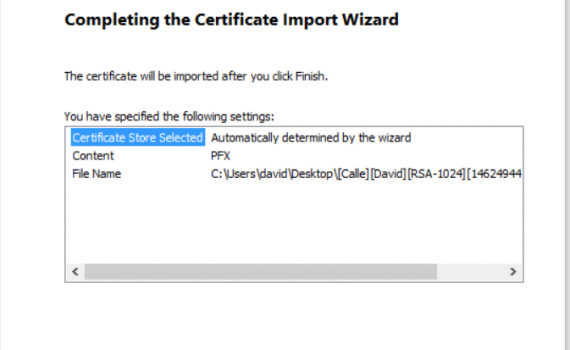 Completing the Certificate Import Wizard
The certificate will be imported after you click Finish.
You have specified the following settings:
Certificate Store Selected Automatically determined by the wizard
Content PFX
File Name C:\Users\david\Desktop\[Calle][David][RSA-1024][14624944